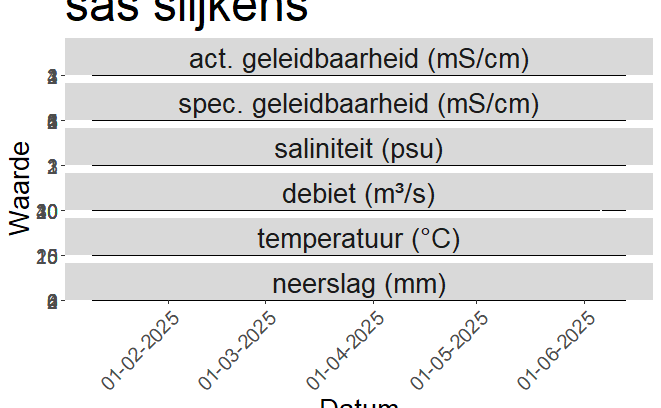 sas slijkens
act. geleidbaarheid (mS/cm)
spec. geleidbaarheid (mS/cm)
saliniteit (psu)
debiet (m³/s)
temperatuur (°C)
neerslag (mm)
Waarde
01-02-2025
01-03-2025
01-04-2025
01-05-2025
01-06-2025
Datum